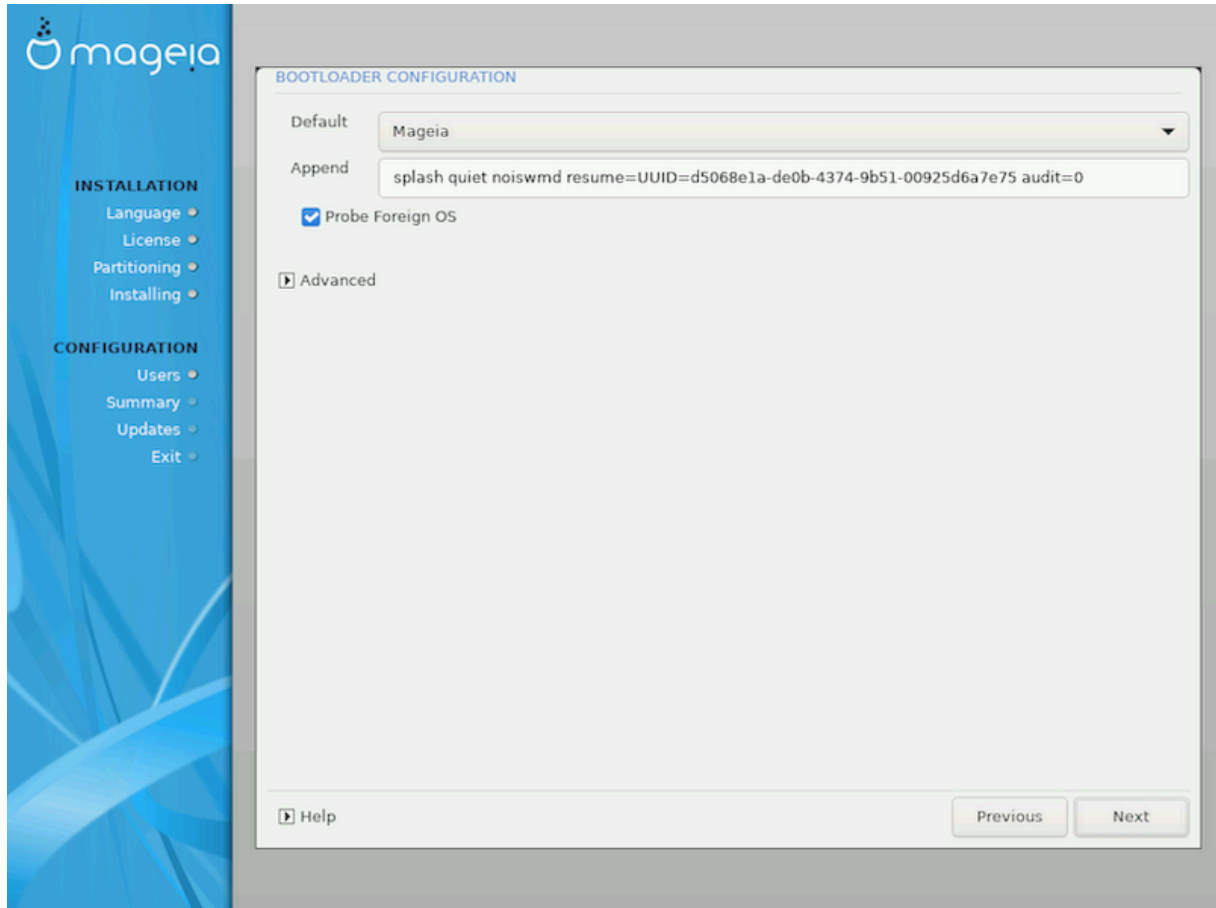 mageia
INSTALLATION
Language
License
Partitioning
Installing
CONFIGURATION
Users
Summary
Updates
Exit
BOOTLOADER CONFIGURATION
Default
Mageia
Append
splash quiet noiswmd resume=UUID=d5068e1a-de0b-4374-9b51-00925d6a7e75 audit=0
Probe Foreign OS
Advanced
Help
Previous
Next